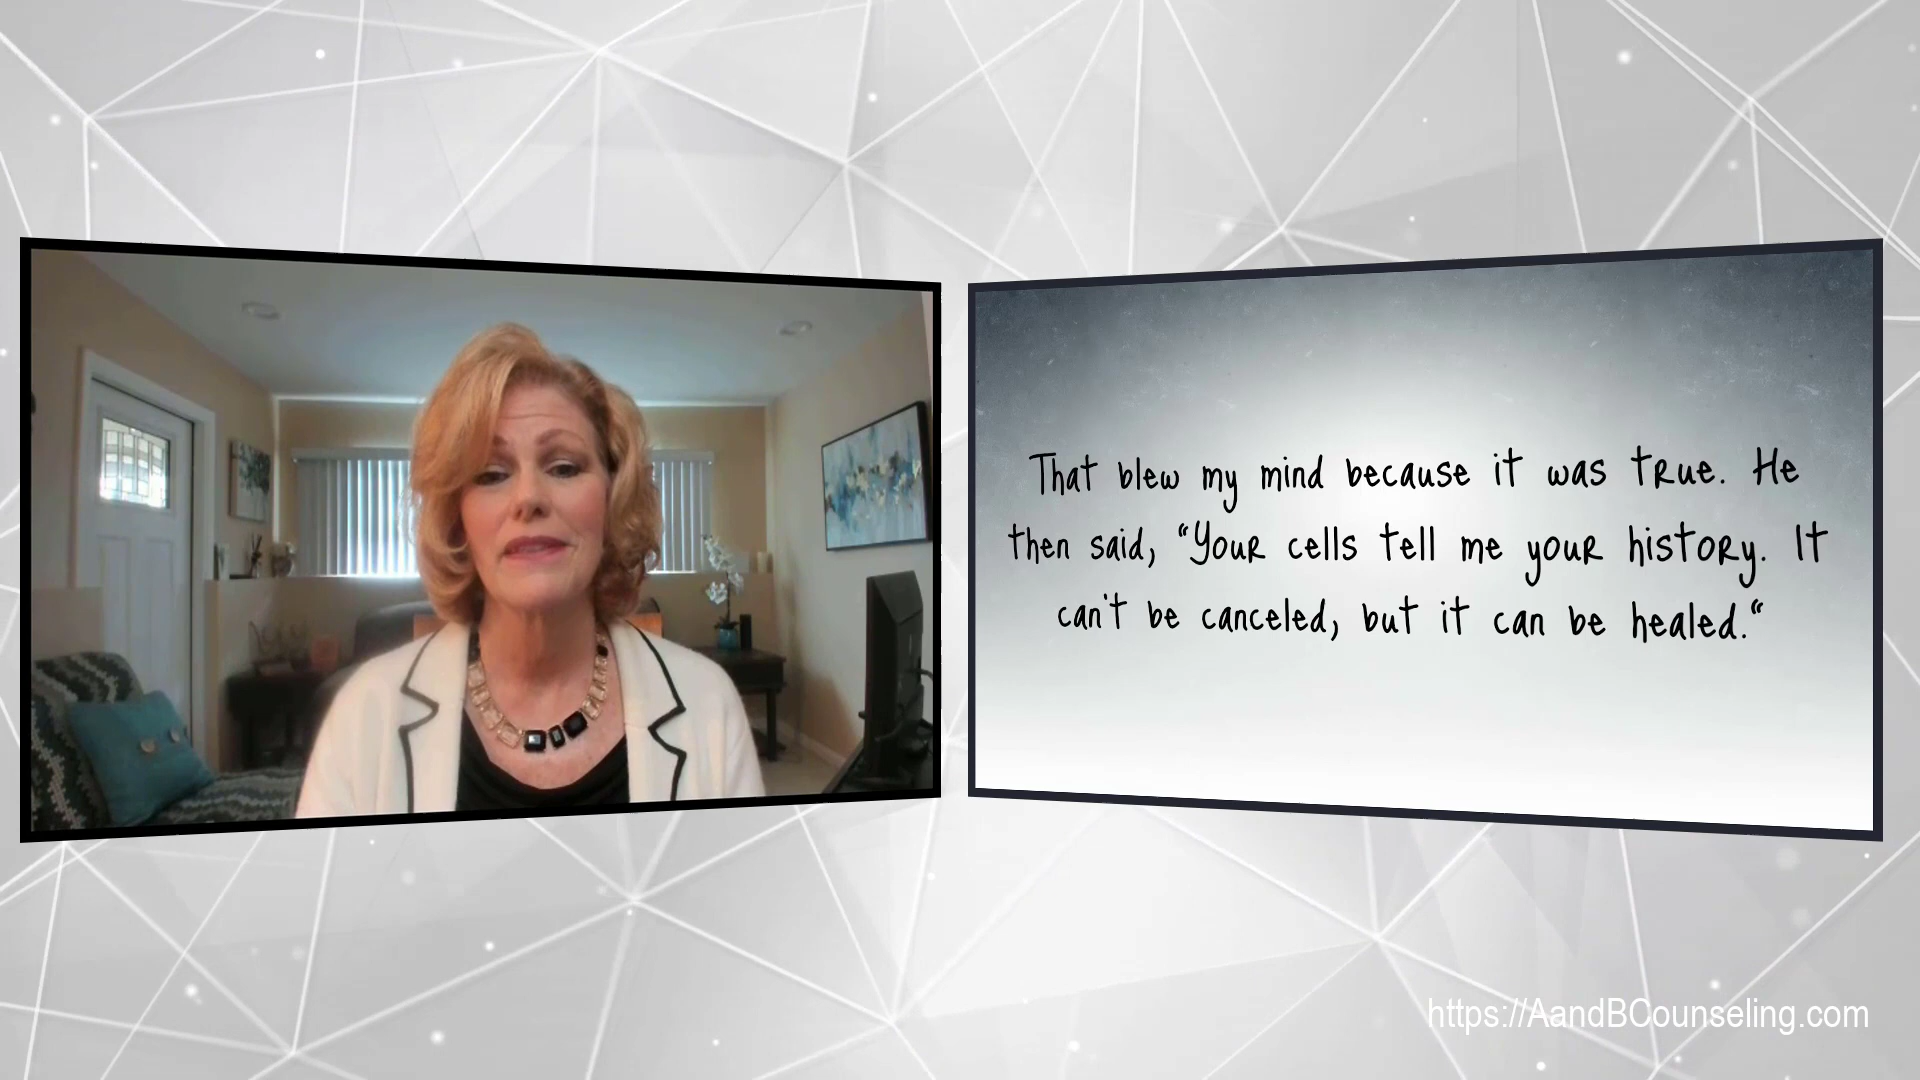 That blew my mind because it was true. He
then said, “Your cells tell me your history. It
can't be canceled, but it can be healed.“
https://AandBCounseling.com